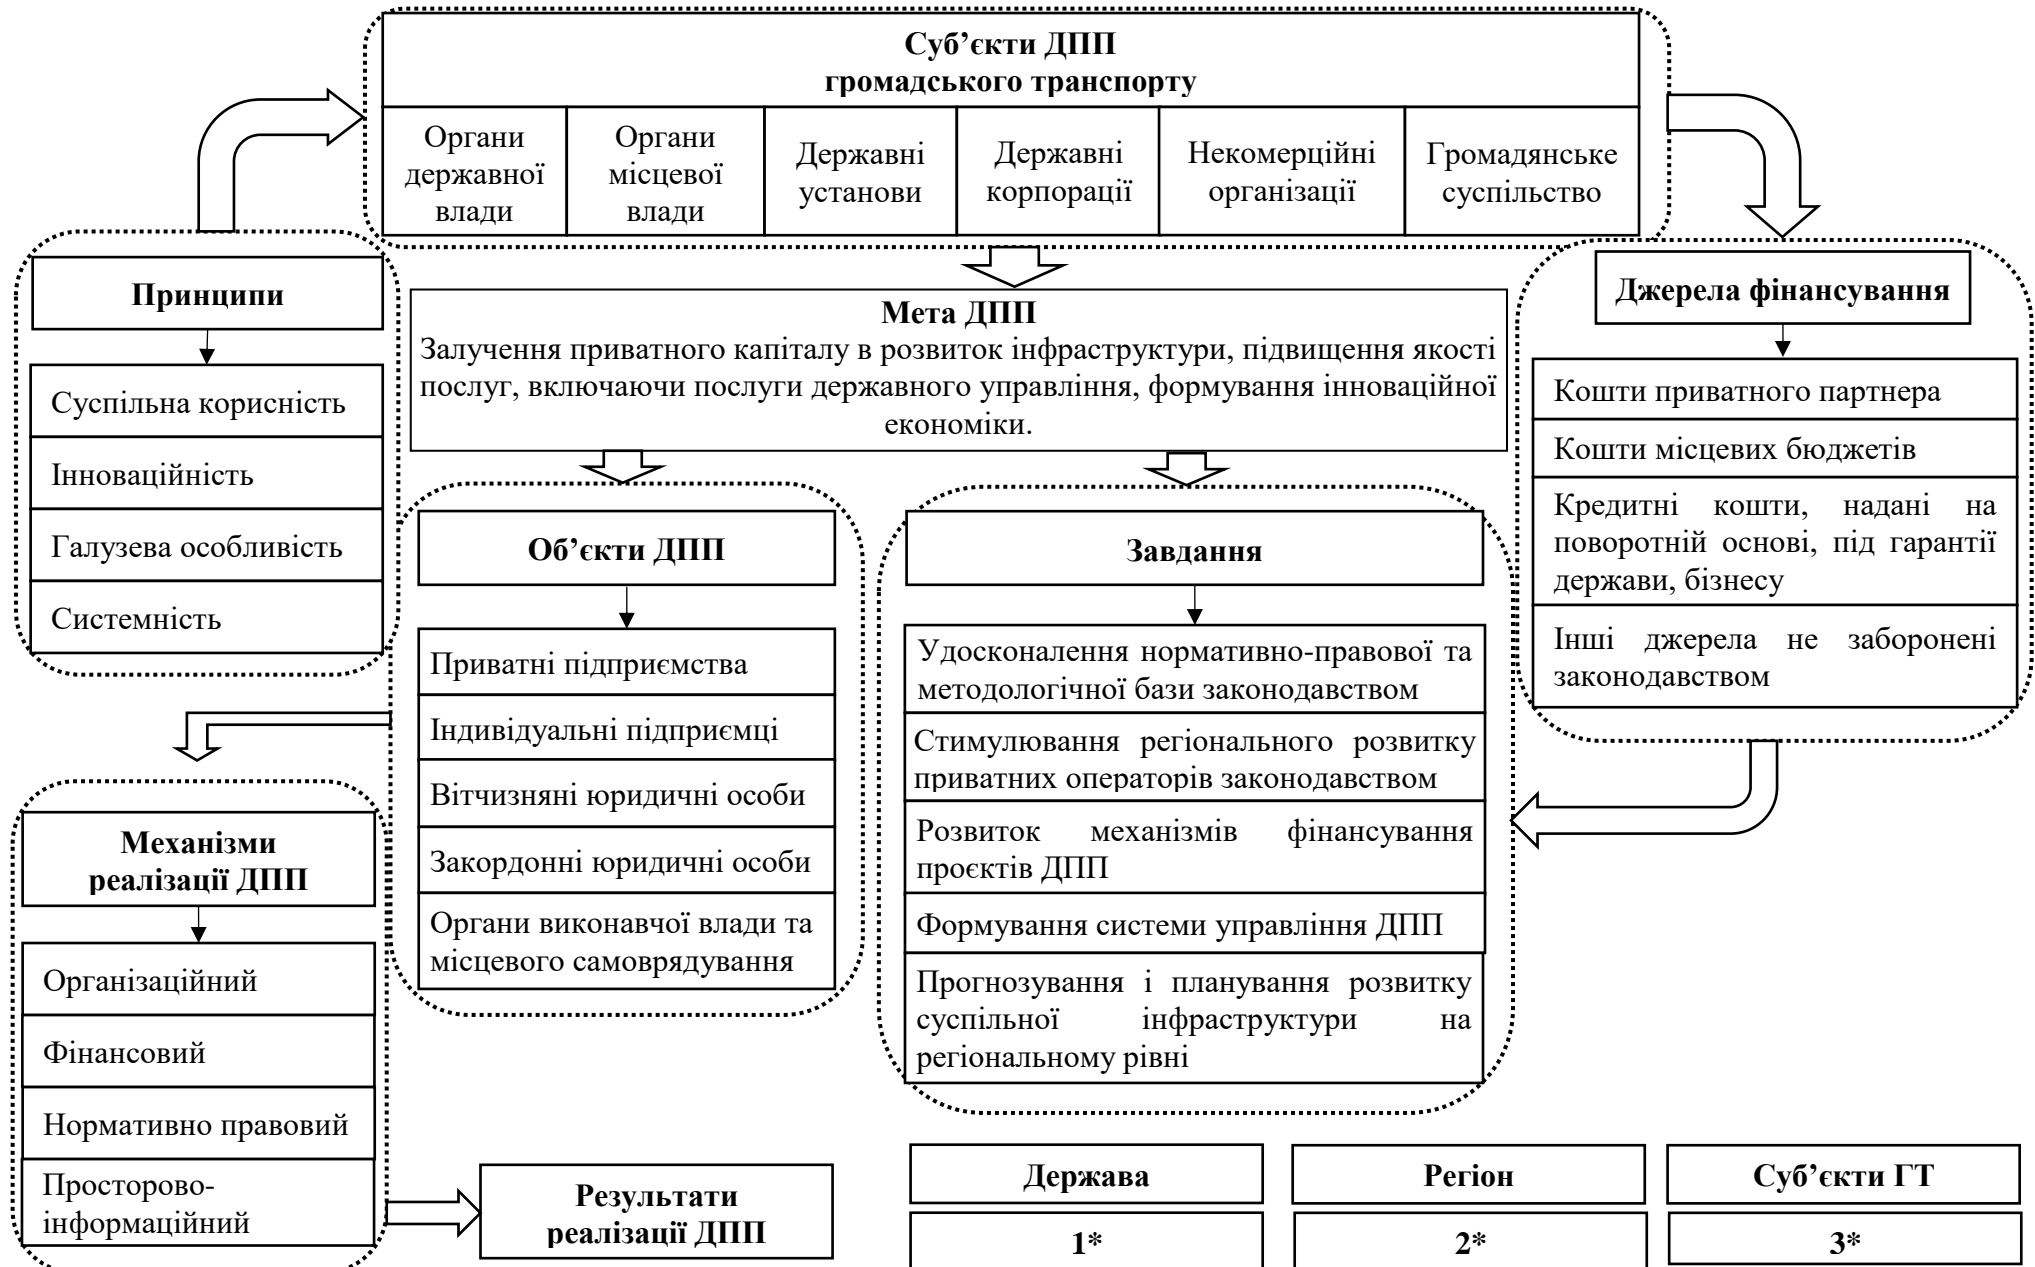 Суб’єкти ДПП
громадського транспорту
Органи
державної
влади
Органи
місцевої
влади
Державні
установи
Державні
корпорації
Некомерційні
організації
Громадянське
суспільство
Принципи
Суспільна корисність
Інноваційність
Галузева особливість
Системність
Мета ДПП
Залучення приватного капіталу в розвиток інфраструктури, підвищення якості
послуг, включаючи послуги державного управління, формування інноваційної
економіки.
Джерела фінансування
Кошти приватного партнера
Кошти місцевих бюджетів
Кредитні кошти, надані на
поворотній основі, під гарантії
держави, бізнесу
Інші джерела не заборонені
законодавством
Об’єкти ДПП
Приватні підприємства
Індивідуальні підприємці
Вітчизняні юридичні особи
Закордонні юридичні особи
Органи виконавчої влади та
місцевого самоврядування
Завдання
Удосконалення нормативно-правової та
методологічної бази законодавством
Стимулювання регіонального розвитку
приватних операторів законодавством
Розвиток механізмів фінансування
проєктів ДПП
Формування системи управління ДПП
Прогнозування і планування розвитку
суспільної інфраструктури на
регіональному рівні
Механізми
реалізації ДПП
Організаційний
Фінансовий
Нормативно правовий
Просторово-
інформаційний
Результати
реалізації ДПП
Держава
1*
Регіон
2*
Суб’єкти ГТ
3*